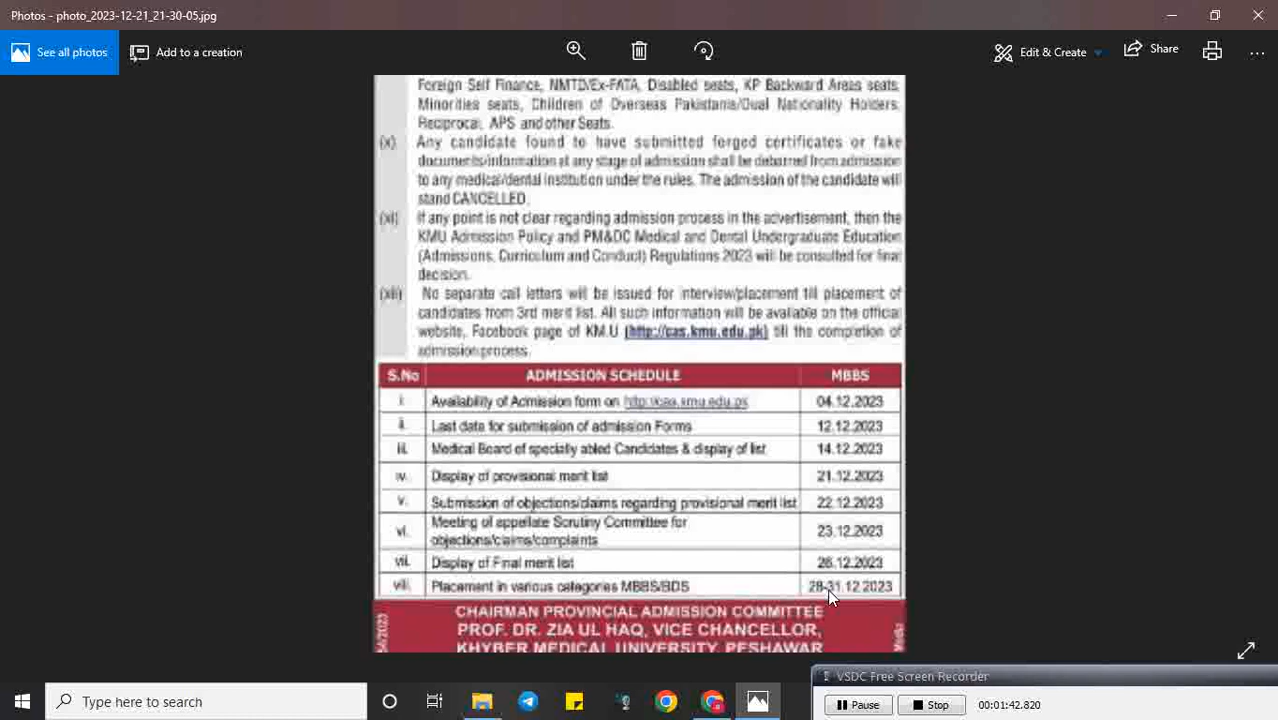 Photos - photo_2023-12-21_21-30-05.jpg
See all photos
Add to a creation
Edit & Create
Share
Foreign Self Finance, NMTD/Ex-FATA, Disabled seats, KP Backward Areas seats,
Minorities seats, Children of Overseas Pakistanis/Dual Nationality Holders,
Reciprocal, APS and other Seats.
(x) Any candidate found to have submitted forged certificates or fake
documents/information at any stage of admission shall be debarred from admission
to any medical/dental institution under the rules. The admission of the candidate will
stand CANCELLED.
(xi) If any point is not clear regarding admission process in the advertisement, then the
KMU Admission Policy and PM&DC Medical and Dental Undergraduate Education
(Admissions, Curriculum and Conduct) Regulations 2023 will be consulted for final
decision.
(xii) No separate call letters will be issued for interview/placement till placement of
candidates from 3rd merit list. All such information will be available on the official
website, Facebook page of KM.U (http://cas.kmu.edu.pk) till the completion of
admission process.
S.No ADMISSION SCHEDULE MBBS
i. Availability of Admission form on http://cas.kmu.edu.pk 04.12.2023
ii. Last date for submission of admission Forms 12.12.2023
iii. Medical Board of specially abled Candidates & display of list 14.12.2023
iv. Display of provisional merit list 21.12.2023
v. Submission of objections/claims regarding provisional merit list 22.12.2023
vi. Meeting of appellate Scrutiny Committee for
objections/claims/complaints 23.12.2023
vii. Display of Final merit list 26.12.2023
viii. Placement in various categories MBBS/BDS 28-31.12.2023
CHAIRMAN PROVINCIAL ADMISSION COMMITTEE
PROF. DR. ZIA UL HAQ, VICE CHANCELLOR,
KHYBER MEDICAL UNIVERSITY, PESHAWAR
VSDC Free Screen Recorder
Pause
Stop
00:01:42.820
Type here to search